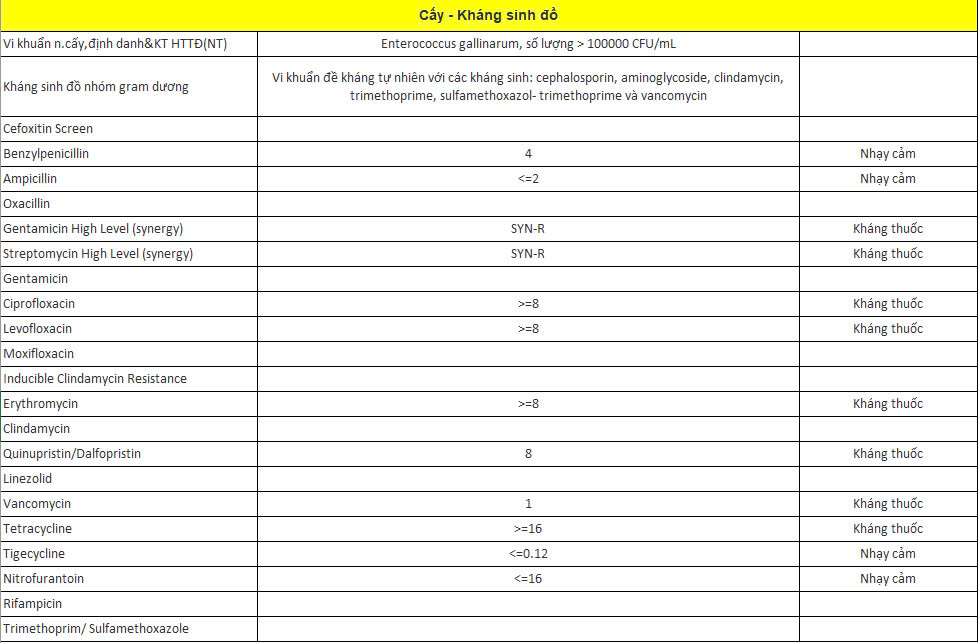 Cấy - Kháng sinh đồ
Vi khuẩn n.cấy,định danh&KT HTTĐ(NT) Enterococcus gallinarum, số lượng > 100000 CFU/mL
Kháng sinh đồ nhóm gram dương Vi khuẩn đề kháng tự nhiên với các kháng sinh: cephalosporin, aminoglycoside, clindamycin,
trimethoprime, sulfamethoxazol- trimethoprime và vancomycin
Cefoxitin Screen
Benzylpenicillin 4 Nhạy cảm
Ampicillin <=2 Nhạy cảm
Oxacillin
Gentamicin High Level (synergy) SYN-R Kháng thuốc
Streptomycin High Level (synergy) SYN-R Kháng thuốc
Gentamicin
Ciprofloxacin >=8 Kháng thuốc
Levofloxacin >=8 Kháng thuốc
Moxifloxacin
Inducible Clindamycin Resistance
Erythromycin >=8 Kháng thuốc
Clindamycin
Quinupristin/Dalfopristin 8 Kháng thuốc
Linezolid
Vancomycin 1 Kháng thuốc
Tetracycline >=16 Kháng thuốc
Tigecycline <=0.12 Nhạy cảm
Nitrofurantoin <=16 Nhạy cảm
Rifampicin
Trimethoprim/ Sulfamethoxazole